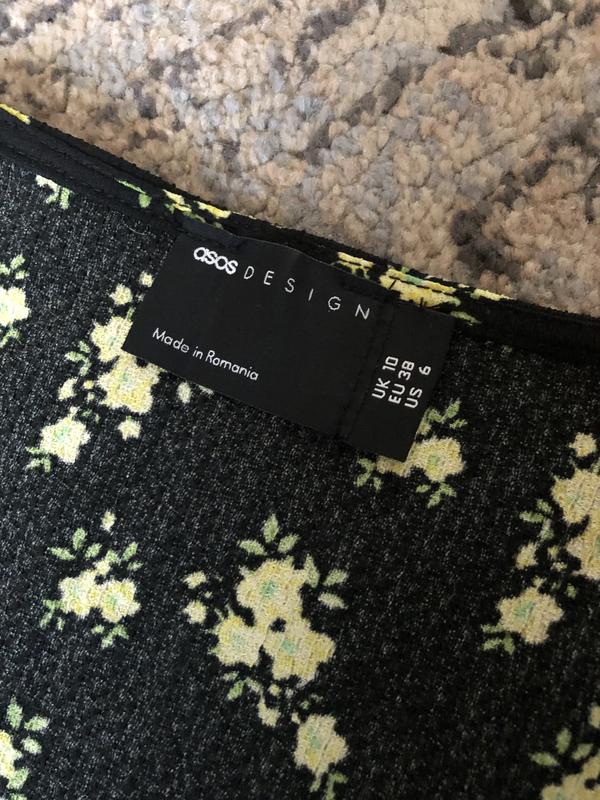 asos DESIGN
Made in Romania
UK 10
EU 38
US 6